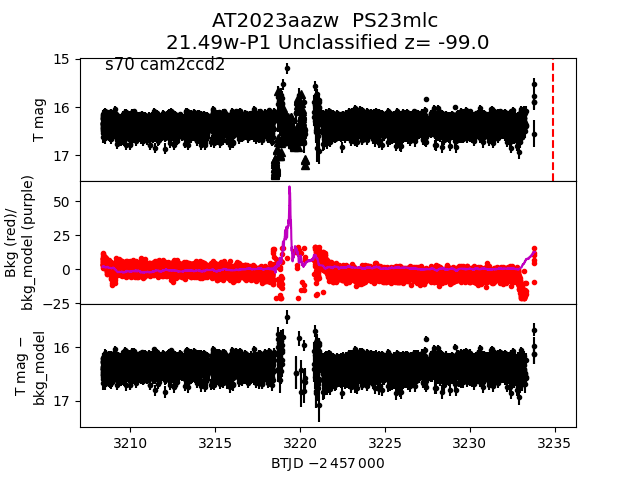 AT2023aazw  PS23mlc
21.49w-P1 Unclassified z= -99.0
s70 cam2ccd2
15
16
17
T mag
50
25
0
−25
Bkg (red)/
bkg_model (purple)
16
17
T mag −
bkg_model
3210 3215 3220 3225 3230 3235
BTJD −2 457 000